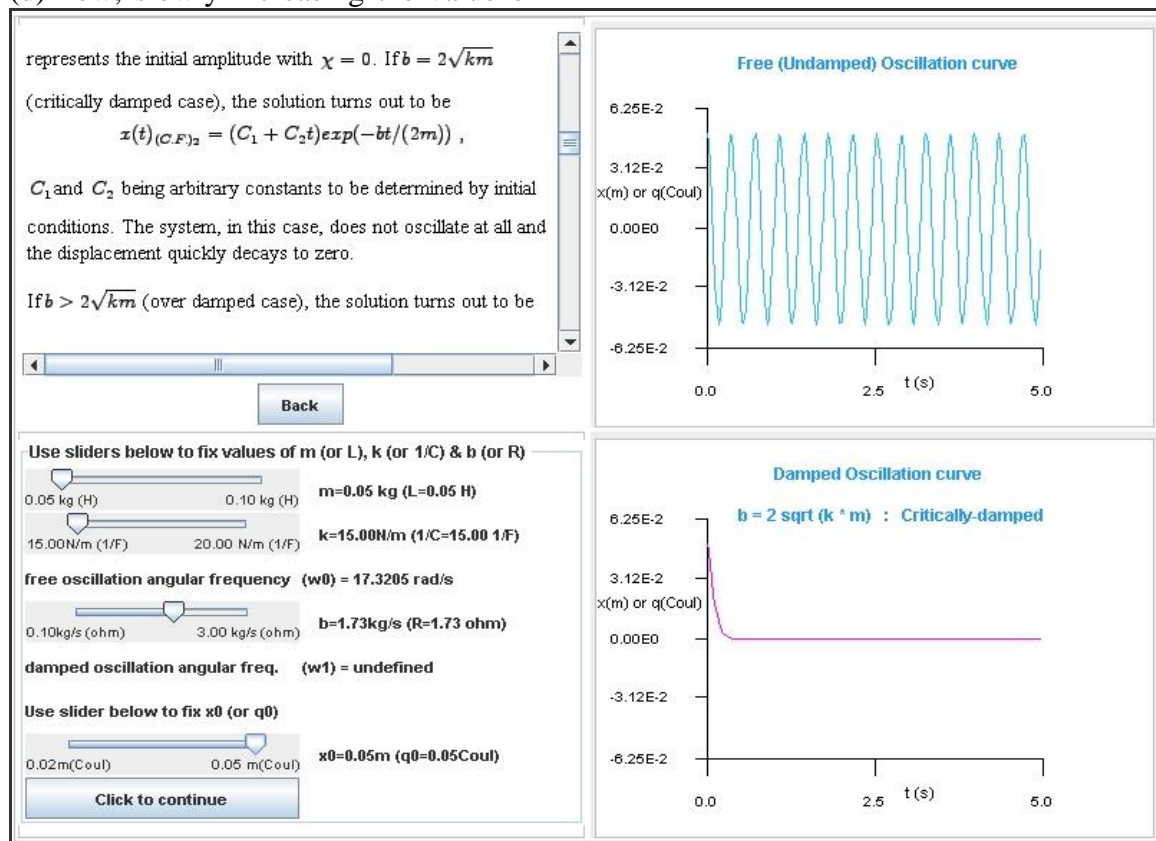 represents the initial amplitude with χ = 0. If b = 2√km
(critically damped case), the solution turns out to be
x(t)(C.F.)2 = (C1 + C2t)exp(−bt/(2m)) ,
C1 and C2 being arbitrary constants to be determined by initial
conditions. The system, in this case, does not oscillate at all and
the displacement quickly decays to zero.
If b > 2√km (over damped case), the solution turns out to be
Back
Use sliders below to fix values of m (or L), k (or 1/C) & b (or R)
0.05 kg (H) 0.10 kg (H) m=0.05 kg (L=0.05 H)
15.00N/m (1/F) 20.00 N/m (1/F) k=15.00N/m (1/C=15.00 1/F)
free oscillation angular frequency (w0) = 17.3205 rad/s
0.10kg/s (ohm) 3.00 kg/s (ohm) b=1.73kg/s (R=1.73 ohm)
damped oscillation angular freq. (w1) = undefined
Use slider below to fix x0 (or q0)
0.02m(Coul) 0.05 m(Coul) x0=0.05m (q0=0.05Coul)
Click to continue
Free (Undamped) Oscillation curve
6.25E-2
3.12E-2
x(m) or q(Coul)
0.00E0
-3.12E-2
-6.25E-2
0.0 2.5 t (s) 5.0
Damped Oscillation curve
b = 2 sqrt (k * m) : Critically-damped
6.25E-2
3.12E-2
x(m) or q(Coul)
0.00E0
-3.12E-2
-6.25E-2
0.0 2.5 t (s) 5.0